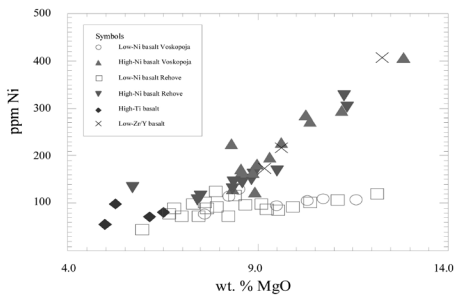 500
400
300
200
100
ppm Ni
Symbols
Low-Ni basalt Voskopoja
High-Ni basalt Voskopoja
Low-Ni basalt Rehove
High-Ni basalt Rehove
High-Ti basalt
Low-Zr/Y basalt
4.0 9.0 14.0
wt. % MgO